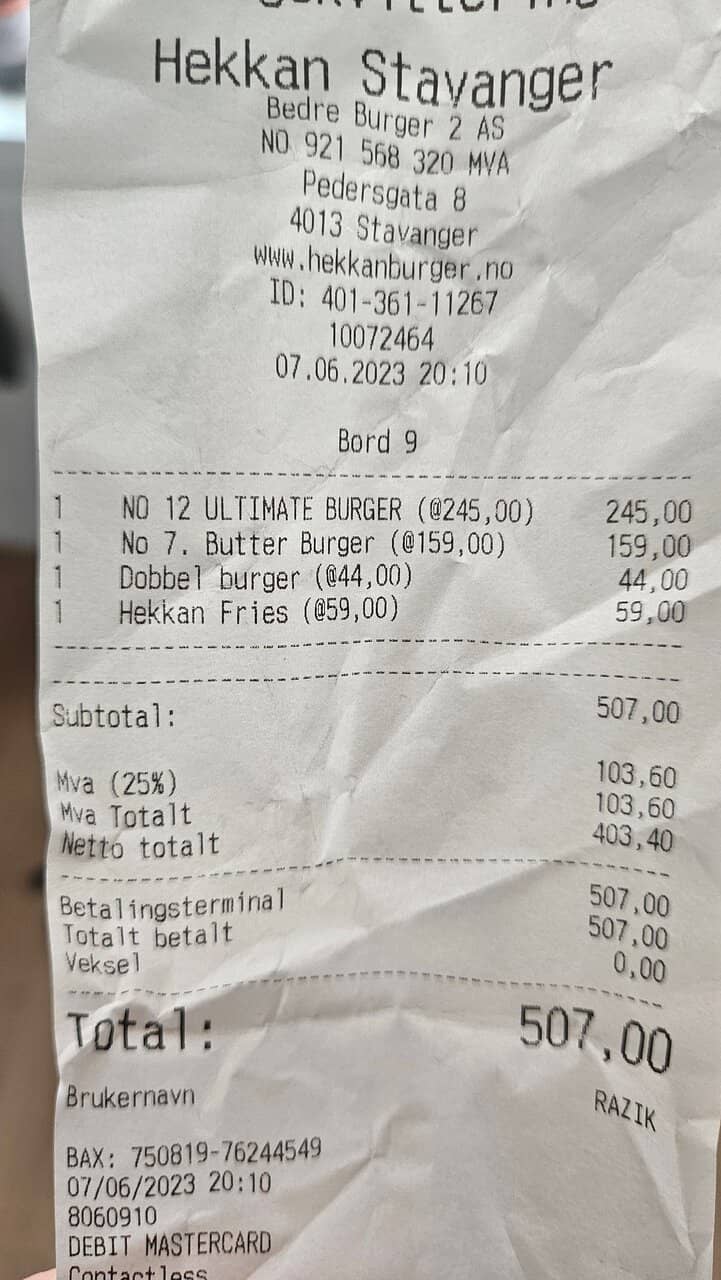 Hekkan Stavanger
Bedre Burger 2 AS
NO 921 568 320 MVA
Pedersgata 8
4013 Stavanger
www.hekkanburger.no
ID: 401-361-11267
10072464
07.06.2023 20:10
Bord 9
1 NO 12 ULTIMATE BURGER (@245,00) 245,00
1 No 7. Butter Burger (@159,00) 159,00
1 Dobbel burger (@44,00) 44,00
1 Hekkan Fries (@59,00) 59,00
Subtotal: 507,00
Mva (25%) 103,60
Mva Totalt 103,60
Netto totalt 403,40
Betalingsterminal 507,00
Totalt betalt 507,00
Veksel 0,00
Total: 507,00
Brukernavn RAZIK
BAX: 750819-76244549
07/06/2023 20:10
8060910
DEBIT MASTERCARD
Contactless